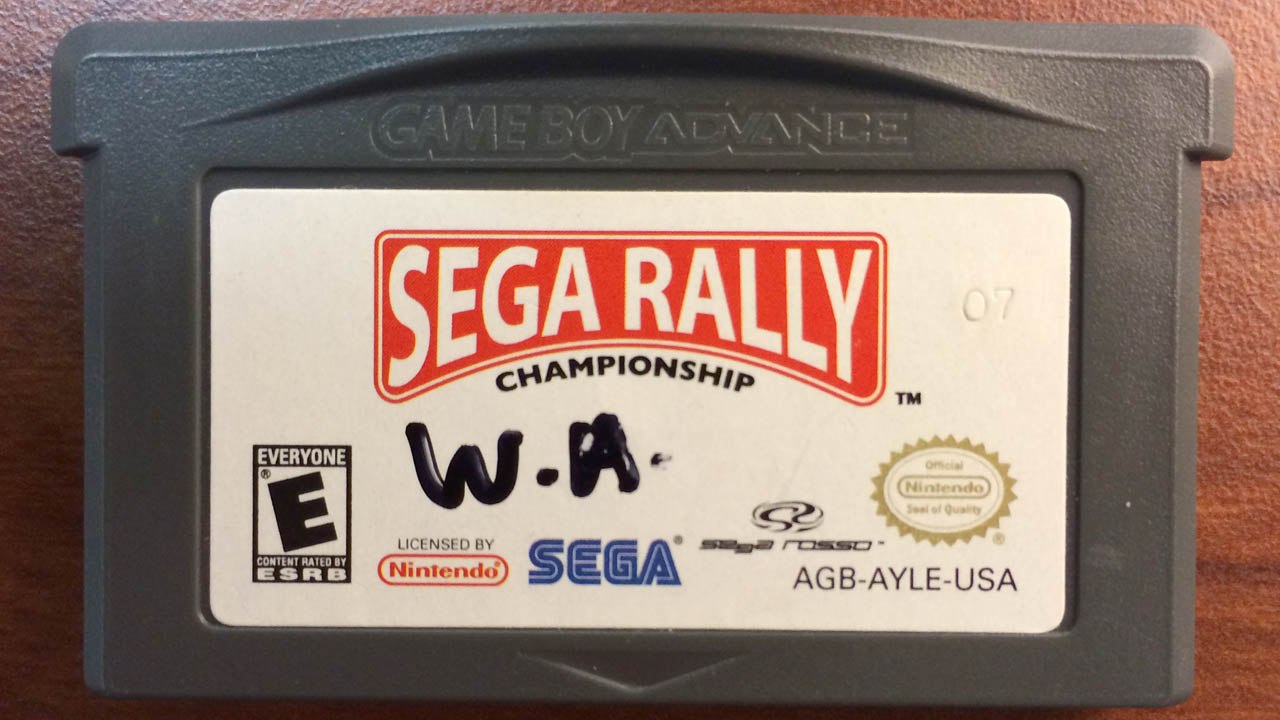 GAME BOY ADVANCE
SEGA RALLY
CHAMPIONSHIP
TM
07
W.A.
EVERYONE
E
®
CONTENT RATED BY
ESRB
LICENSED BY
Nintendo®
SEGA®
sega rosso™
Official
Nintendo
Seal of Quality
®
AGB-AYLE-USA